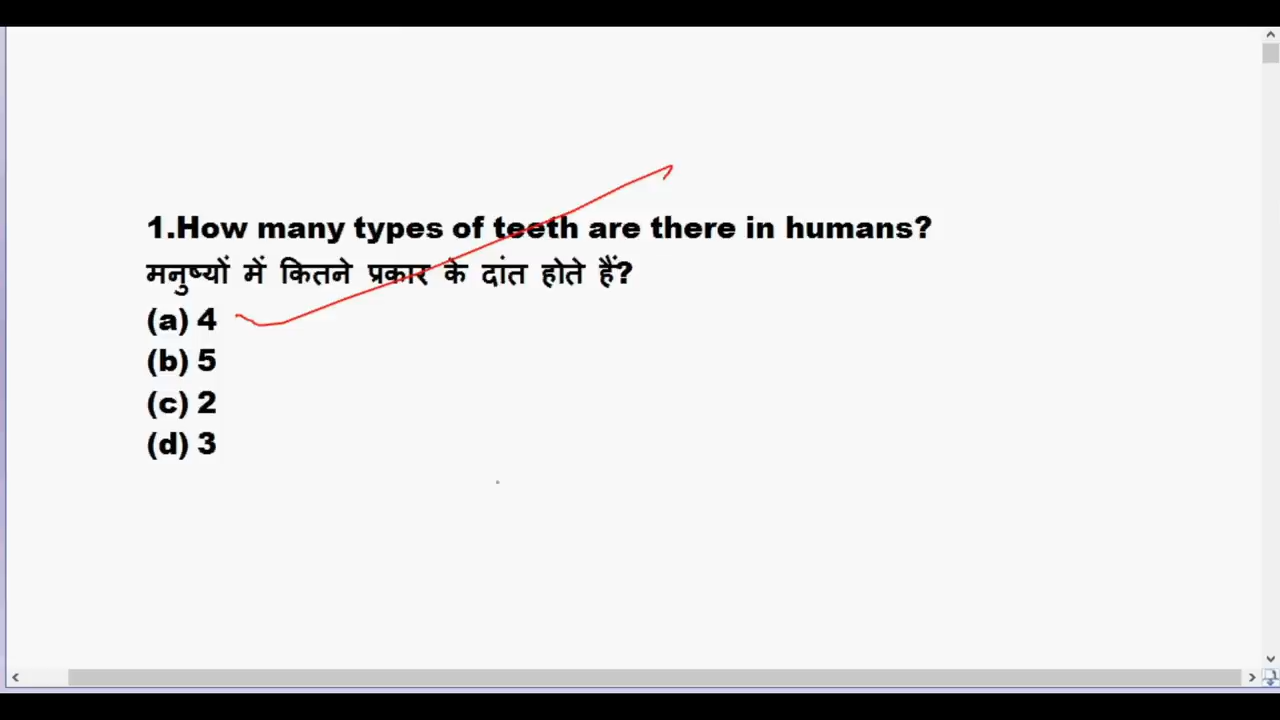 1.How many types of teeth are there in humans?
मनुष्यों में कितने प्रकार के दांत होते हैं?
(a) 4
(b) 5
(c) 2
(d) 3